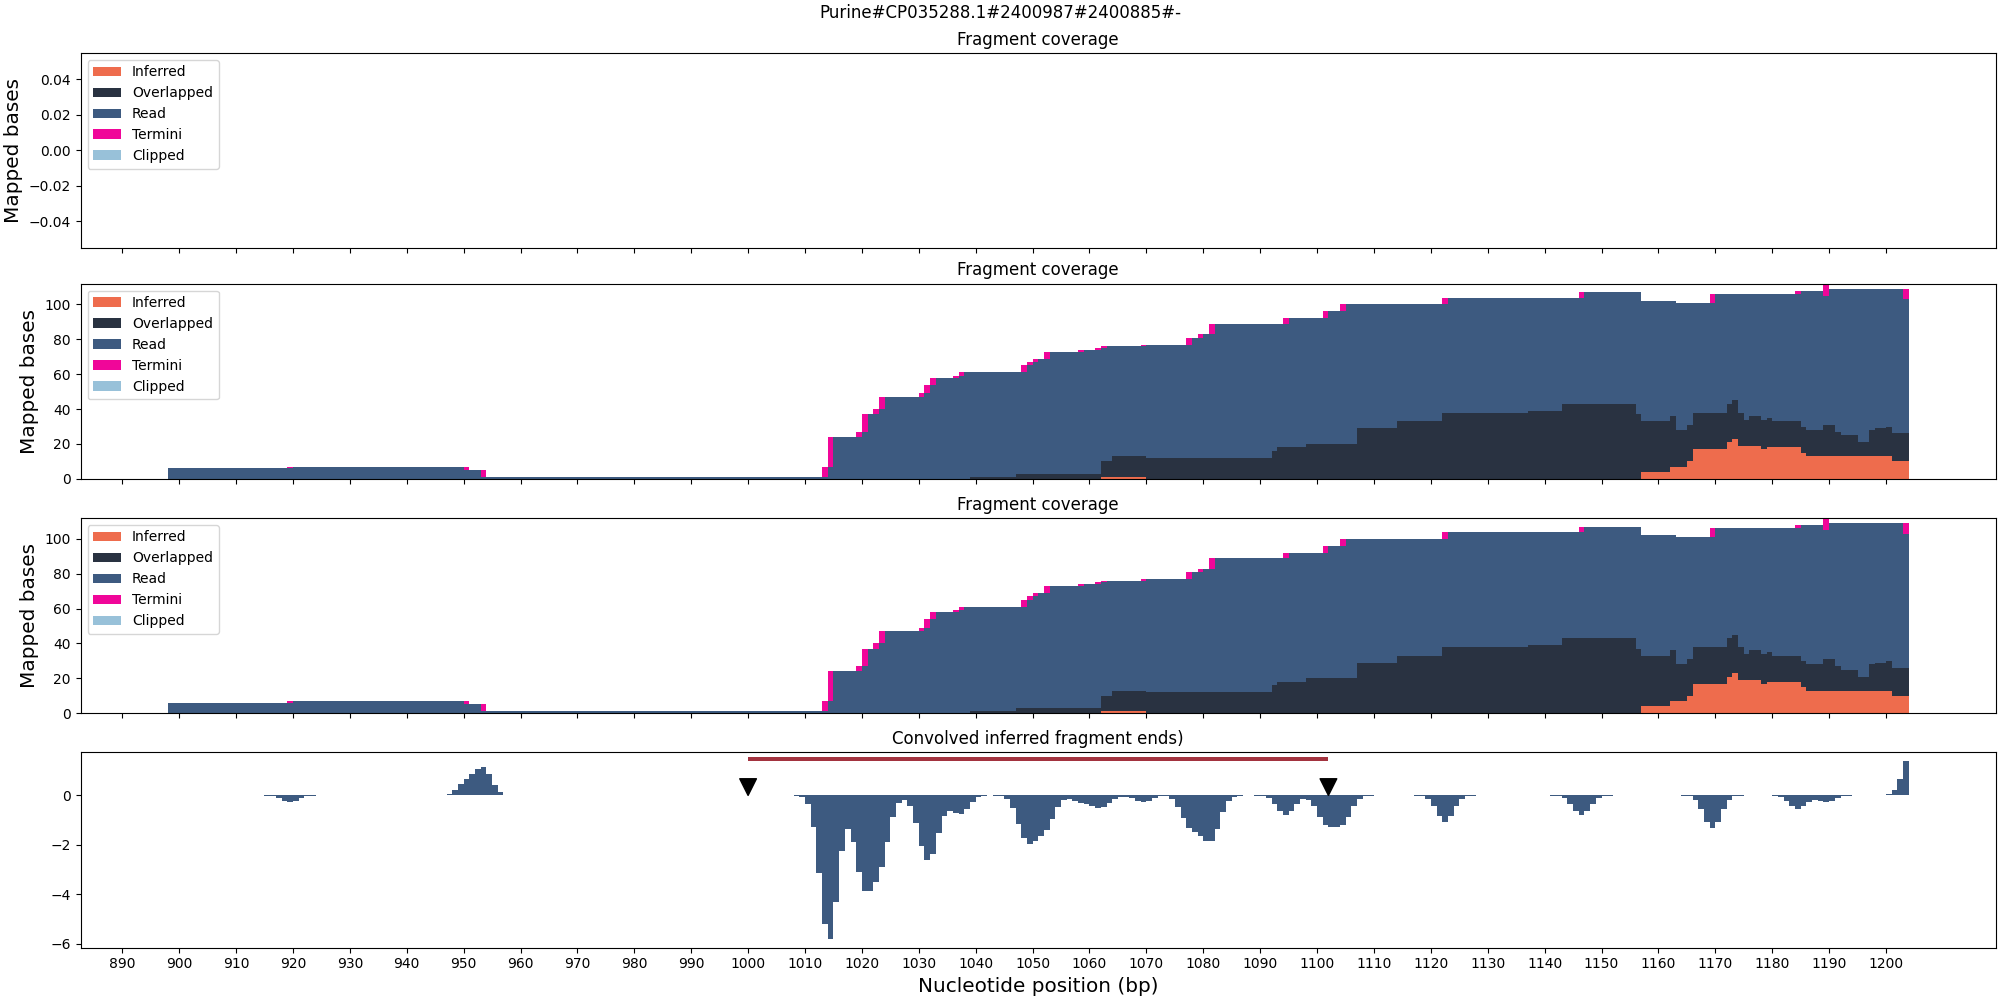 Purine#CP035288.1#2400987#2400885#-
Fragment coverage
Mapped bases
0.04
0.02
0.00
−0.02
−0.04
Inferred
Overlapped
Read
Termini
Clipped
Fragment coverage
Mapped bases
100
80
60
40
20
0
Inferred
Overlapped
Read
Termini
Clipped
Fragment coverage
Mapped bases
100
80
60
40
20
0
Inferred
Overlapped
Read
Termini
Clipped
Convolved inferred fragment ends)
0
−2
−4
−6
890 900 910 920 930 940 950 960 970 980 990 1000 1010 1020 1030 1040 1050 1060 1070 1080 1090 1100 1110 1120 1130 1140 1150 1160 1170 1180 1190 1200
Nucleotide position (bp)